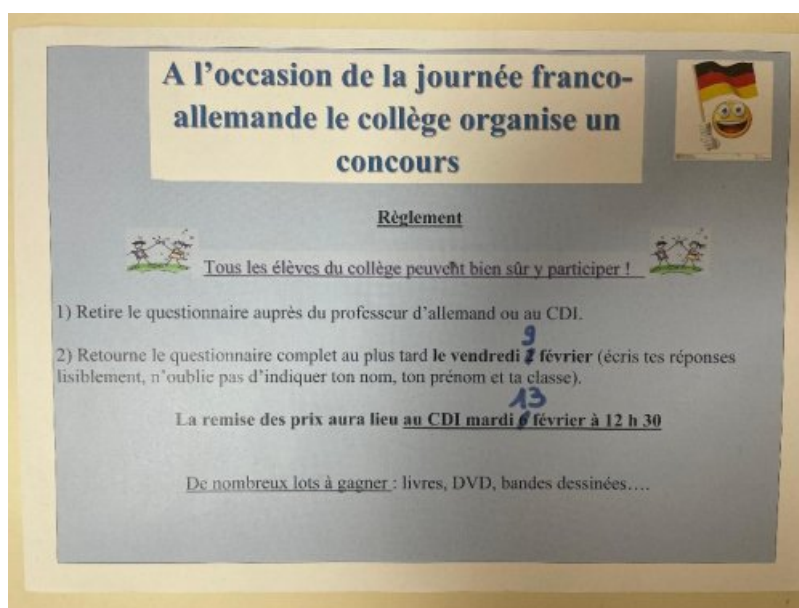 A l'occasion de la journée franco-
allemande le collège organise un
concours
Règlement
Tous les élèves du collège peuvent bien sûr y participer !
1) Retire le questionnaire auprès du professeur d'allemand ou au CDI.
9
2) Retourne le questionnaire complet au plus tard le vendredi 2 février (écris tes réponses
lisiblement, n'oublie pas d'indiquer ton nom, ton prénom et ta classe).
13
La remise des prix aura lieu au CDI mardi 6 février à 12 h 30
De nombreux lots à gagner : livres, DVD, bandes dessinées….